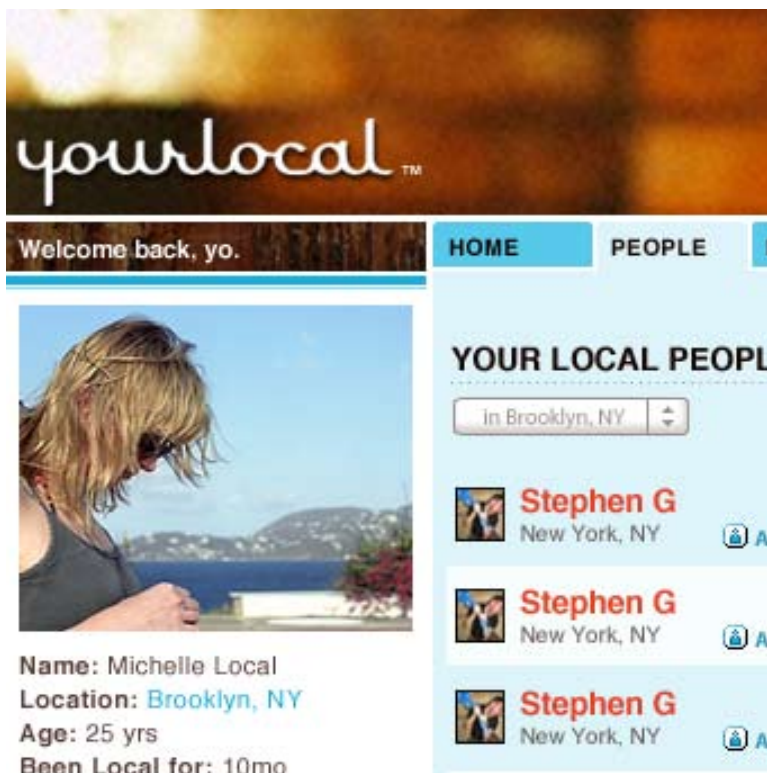 yourlocal™
Welcome back, yo.
HOME
PEOPLE
Name: Michelle Local
Location: Brooklyn, NY
Age: 25 yrs
Been Local for: 10mo
YOUR LOCAL PEOPL
in Brooklyn, NY
Stephen G
New York, NY
A
Stephen G
New York, NY
A
Stephen G
New York, NY
A